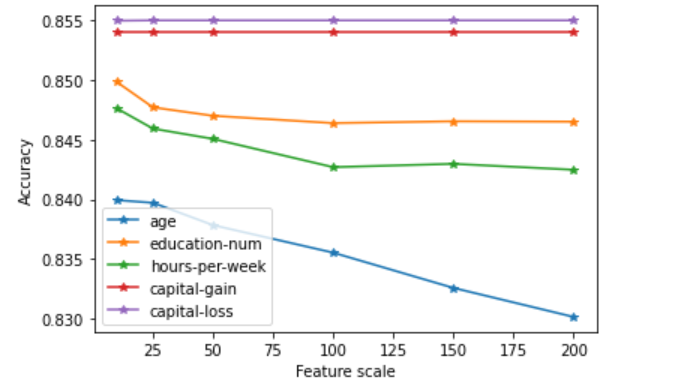 0.855
0.850
0.845
0.840
0.835
0.830
Accuracy
age
education-num
hours-per-week
capital-gain
capital-loss
25 50 75 100 125 150 175 200
Feature scale